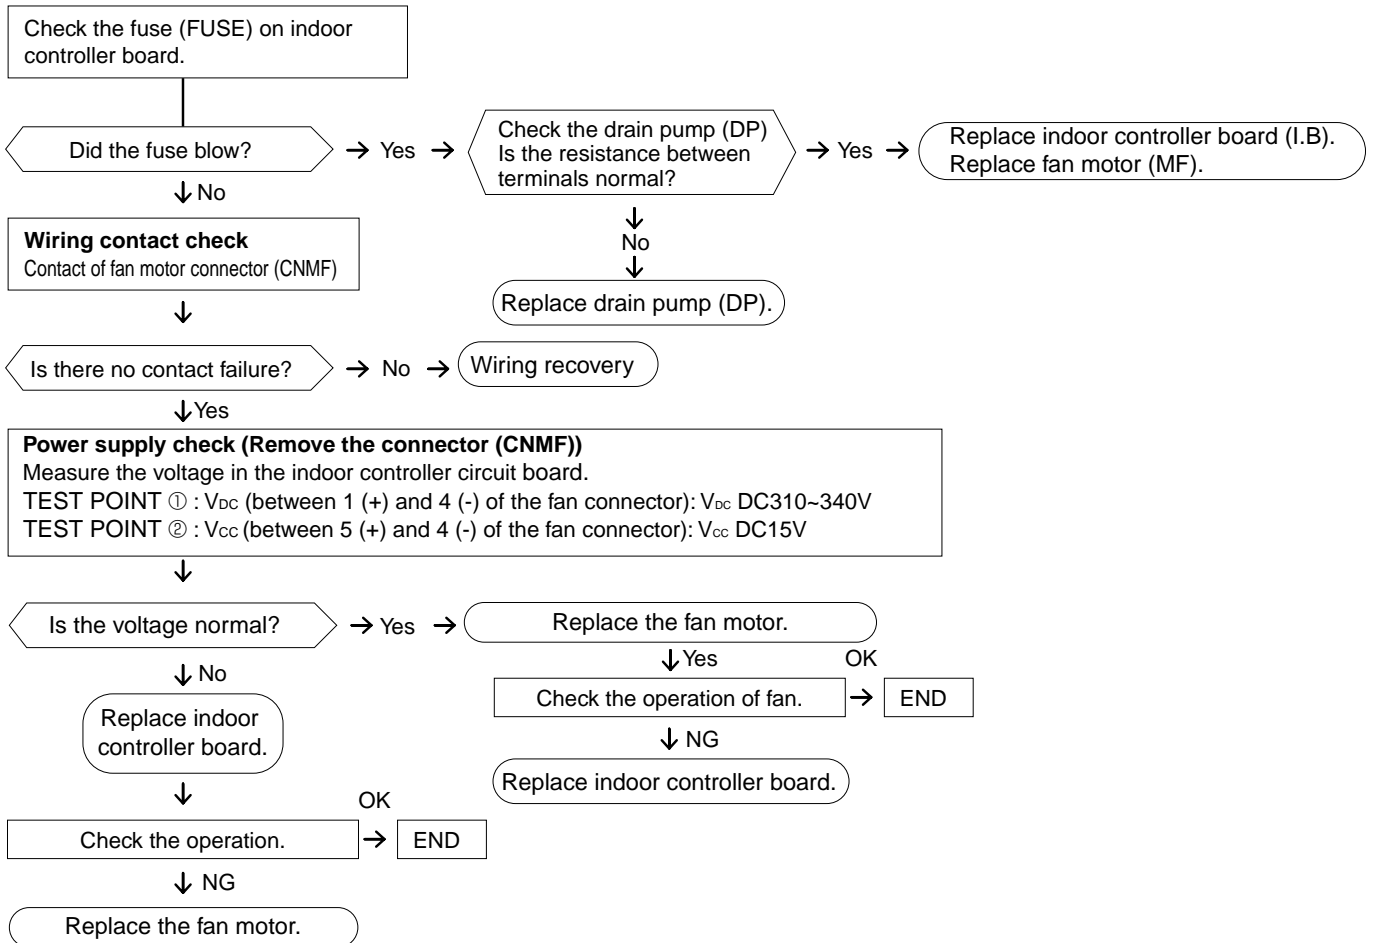 Check the fuse (FUSE) on indoor
controller board.
Did the fuse blow?
Yes
Check the drain pump (DP)
Is the resistance between
terminals normal?
Yes
Replace indoor controller board (I.B).
Replace fan motor (MF).
No
No
Replace drain pump (DP).
Wiring contact check
Contact of fan motor connector (CNMF)
Is there no contact failure?
No
Wiring recovery
Yes
Power supply check (Remove the connector (CNMF))
Measure the voltage in the indoor controller circuit board.
TEST POINT ① : VDC (between 1 (+) and 4 (-) of the fan connector): VDC DC310~340V
TEST POINT ② : VCC (between 5 (+) and 4 (-) of the fan connector): VCC DC15V
Is the voltage normal?
Yes
Replace the fan motor.
Yes
OK
Check the operation of fan.
END
NG
Replace indoor controller board.
No
Replace indoor
controller board.
OK
Check the operation.
END
NG
Replace the fan motor.